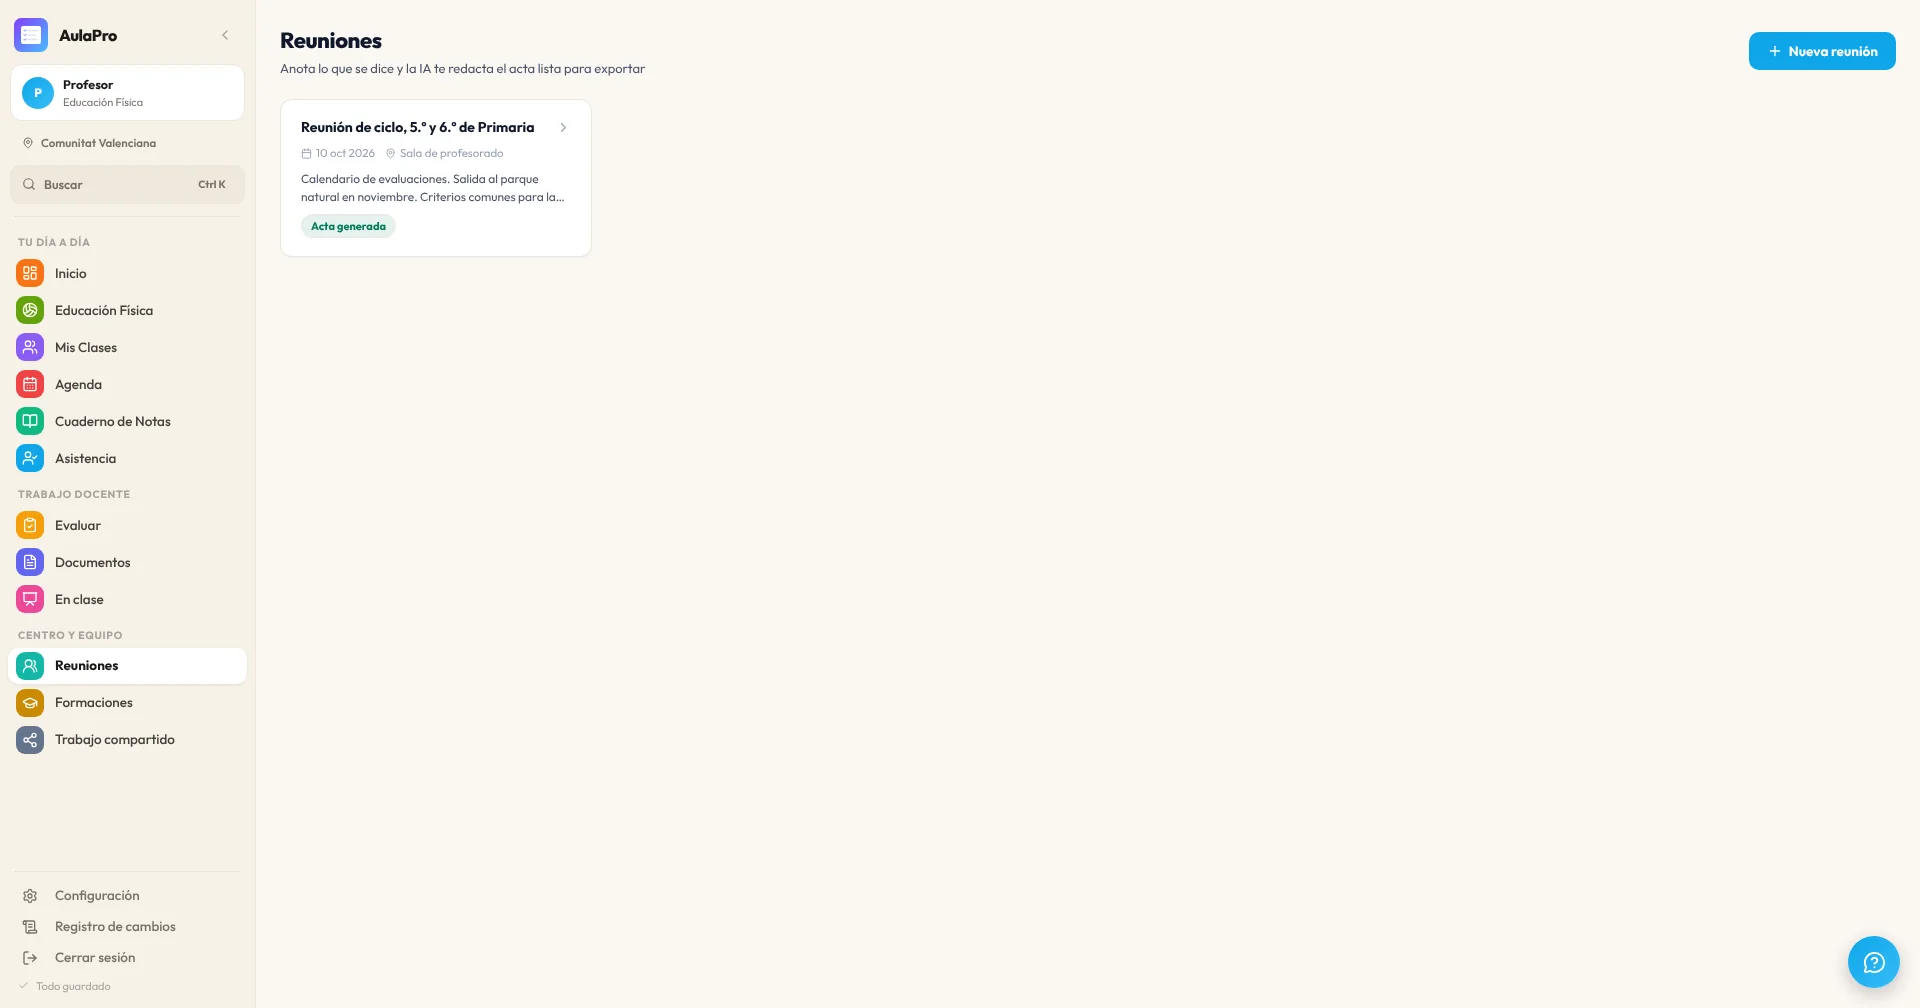 AulaPro
P
Profesor
Educación Física
Comunitat Valenciana
Buscar
Ctrl K
TU DÍA A DÍA
Inicio
Educación Física
Mis Clases
Agenda
Cuaderno de Notas
Asistencia
TRABAJO DOCENTE
Evaluar
Documentos
En clase
CENTRO Y EQUIPO
Reuniones
Formaciones
Trabajo compartido
Configuración
Registro de cambios
Cerrar sesión
Todo guardado
Reuniones
Anota lo que se dice y la IA te redacta el acta lista para exportar
Nueva reunión
Reunión de ciclo, 5.º y 6.º de Primaria
10 oct 2026
Sala de profesorado
Calendario de evaluaciones. Salida al parque
natural en noviembre. Criterios comunes para la…
Acta generada